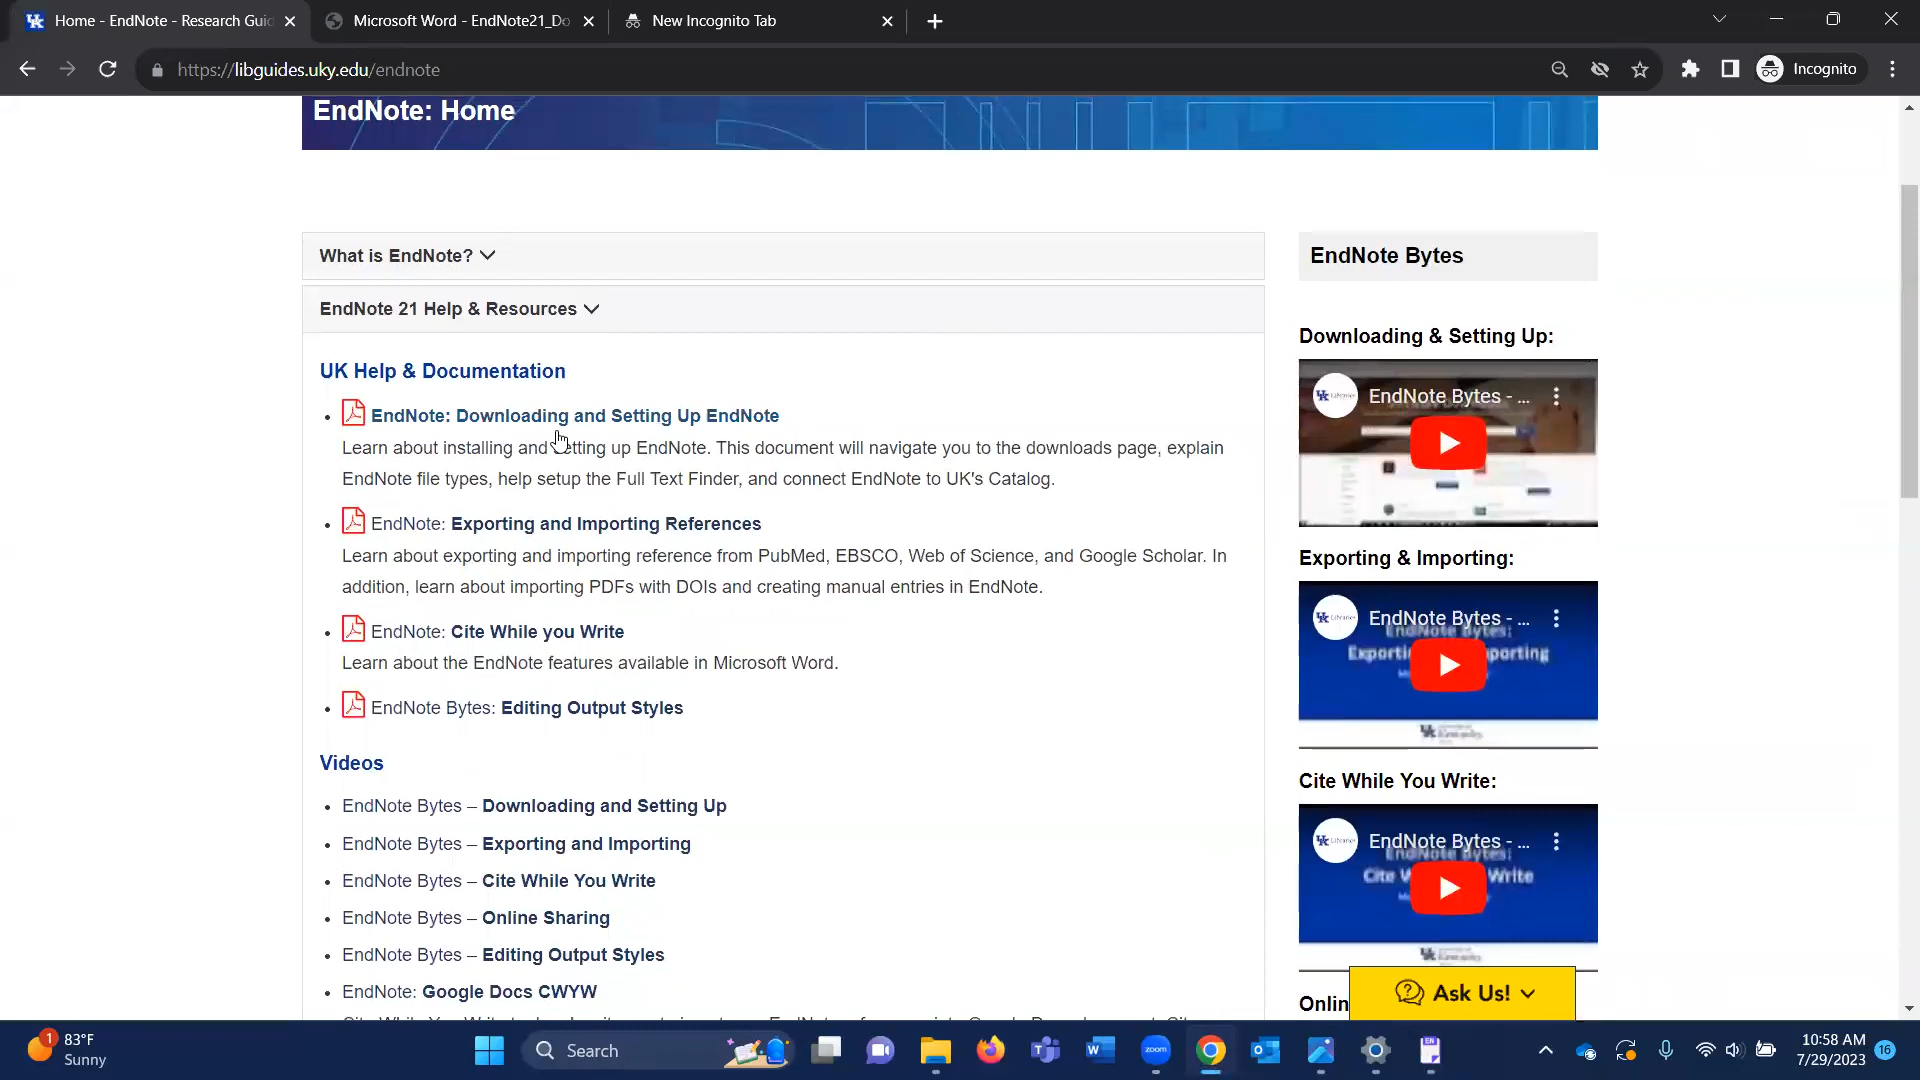 Home - EndNote - Research Guid
Microsoft Word - EndNote21_Do
New Incognito Tab
https://libguides.uky.edu/endnote
Incognito
EndNote: Home
What is EndNote?
EndNote Bytes
EndNote 21 Help & Resources
Downloading & Setting Up:
UK Help & Documentation
EndNote Bytes - ...
EndNote: Downloading and Setting Up EndNote
Learn about installing and setting up EndNote. This document will navigate you to the downloads page, explain
EndNote file types, help setup the Full Text Finder, and connect EndNote to UK's Catalog.
EndNote: Exporting and Importing References
Learn about exporting and importing reference from PubMed, EBSCO, Web of Science, and Google Scholar. In
addition, learn about importing PDFs with DOIs and creating manual entries in EndNote.
Exporting & Importing:
EndNote Bytes - ...
EndNote Bytes:
EndNote: Cite While you Write
Learn about the EndNote features available in Microsoft Word.
EndNote Bytes: Editing Output Styles
Videos
Cite While You Write:
EndNote Bytes – Downloading and Setting Up
EndNote Bytes - ...
EndNote Bytes:
EndNote Bytes – Exporting and Importing
EndNote Bytes – Cite While You Write
EndNote Bytes – Online Sharing
EndNote Bytes – Editing Output Styles
EndNote: Google Docs CWYW
Onlin
Ask Us!
1
83°F
Sunny
Search
zoom
EN
10:58 AM
7/29/2023
16